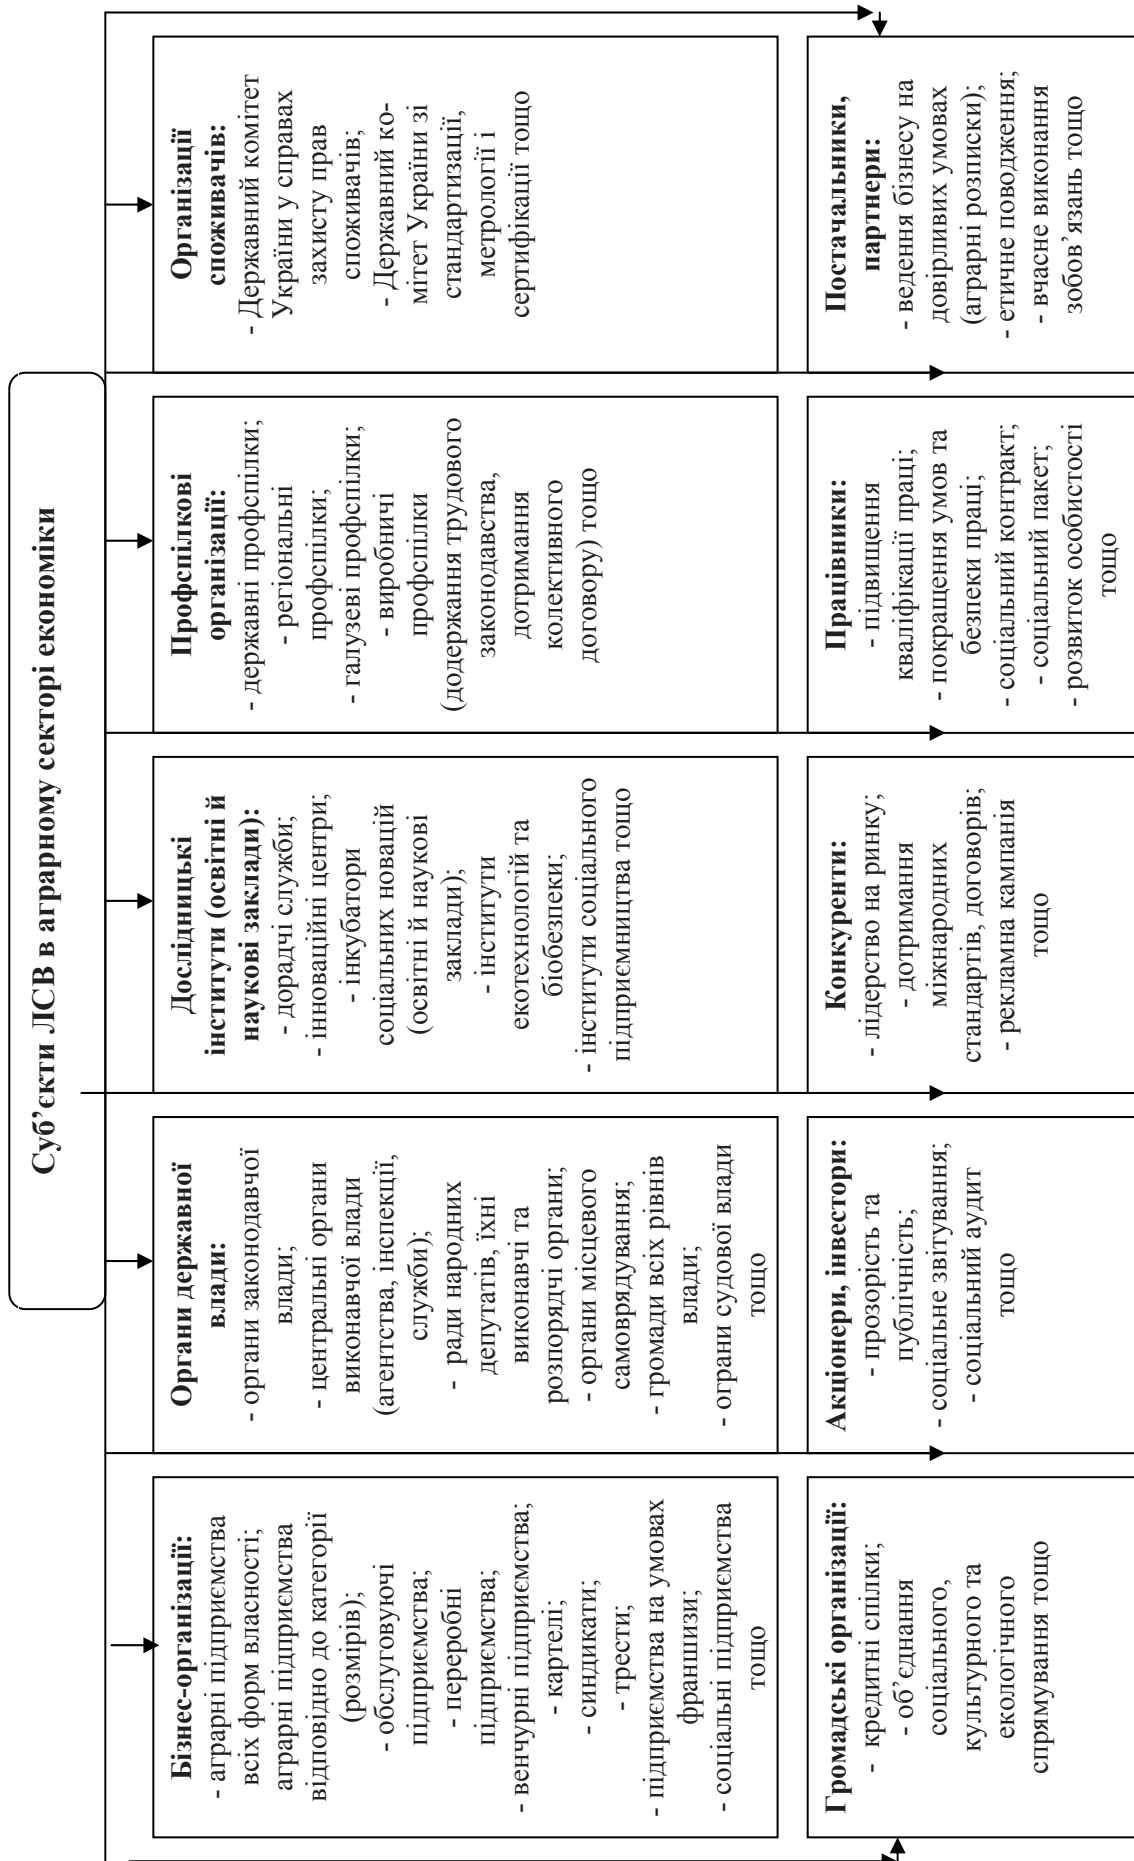 Суб’єкти ЛСВ в аграрному секторі економіки
Бізнес-організації:
- аграрні підприємства
всіх форм власності;
аграрні підприємства
відповідно до категорії
(розмірів);
- обслуговуючі
підприємства;
- переробні
підприємства;
- венчурні підприємства;
- картелі;
- синдикати;
- трести;
- підприємства на умовах
франшизи;
- соціальні підприємства
тощо
Органи державної
влади:
- органи законодавчої
влади;
- центральні органи
виконавчої влади
(агентства, інспекції,
служби);
- ради народних
депутатів, їхні
виконавчі та
розпорядчі органи;
- органи місцевого
самоврядування;
- громади всіх рівнів
влади;
- ограни судової влади
тощо
Дослідницькі
інститути (освітні й
наукові заклади):
- дорадчі служби;
- інноваційні центри;
- інкубатори
соціальних новацій
(освітні й наукові
заклади);
- інститути
екотехнологій та
біобезпеки;
- інститути соціального
підприємництва тощо
Профспілкові
організації:
- державні профспілки;
- регіональні
профспілки;
- галузеві профспілки;
- виробничі
профспілки
(додержання трудового
законодавства,
дотримання
колективного
договору) тощо
Організації
споживачів:
- Державний комітет
України у справах
захисту прав
споживачів;
- Державний ко-
мітет України зі
стандартизації,
метрології і
сертифікації тощо
Громадські організації:
- кредитні спілки;
- об’єднання
соціального,
культурного та
екологічного
спрямування тощо
Акціонери, інвестори:
- прозорість та
публічність;
- соціальне звітування;
- соціальний аудит
тощо
Конкуренти:
- лідерство на ринку;
- дотримання
міжнародних
стандартів, договорів;
- рекламна кампанія
тощо
Працівники:
- підвищення
кваліфікації праці;
- покращення умов та
безпеки праці;
- соціальний контракт;
- соціальний пакет;
- розвиток особистості
тощо
Постачальники,
партнери:
- ведення бізнесу на
довірливих умовах
(аграрні розписки);
- етичне поводження;
- вчасне виконання
зобов’язань тощо